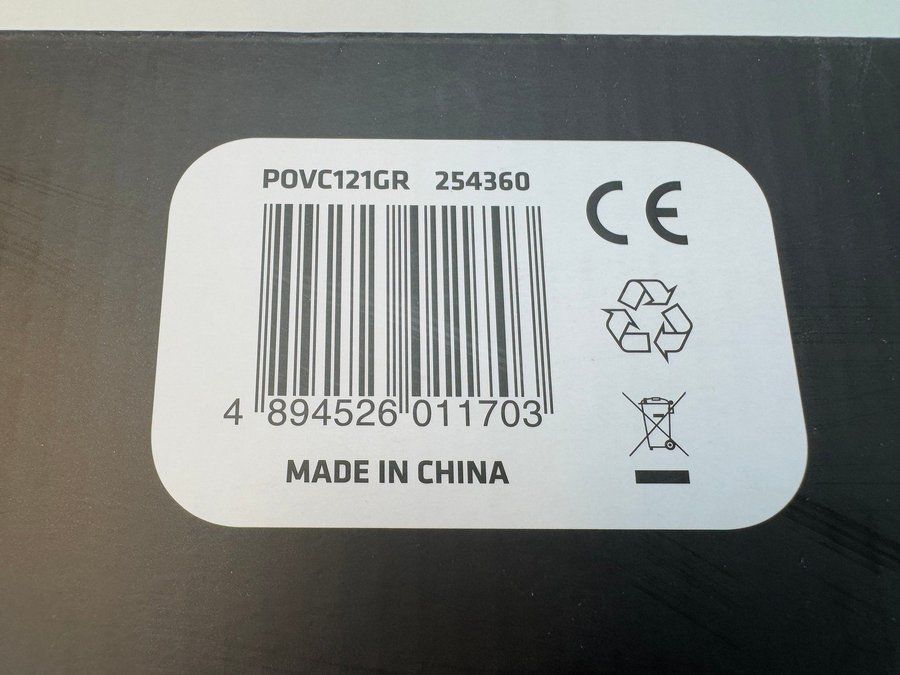 POVC121GR 254360
CE
4 894526 011703
MADE IN CHINA